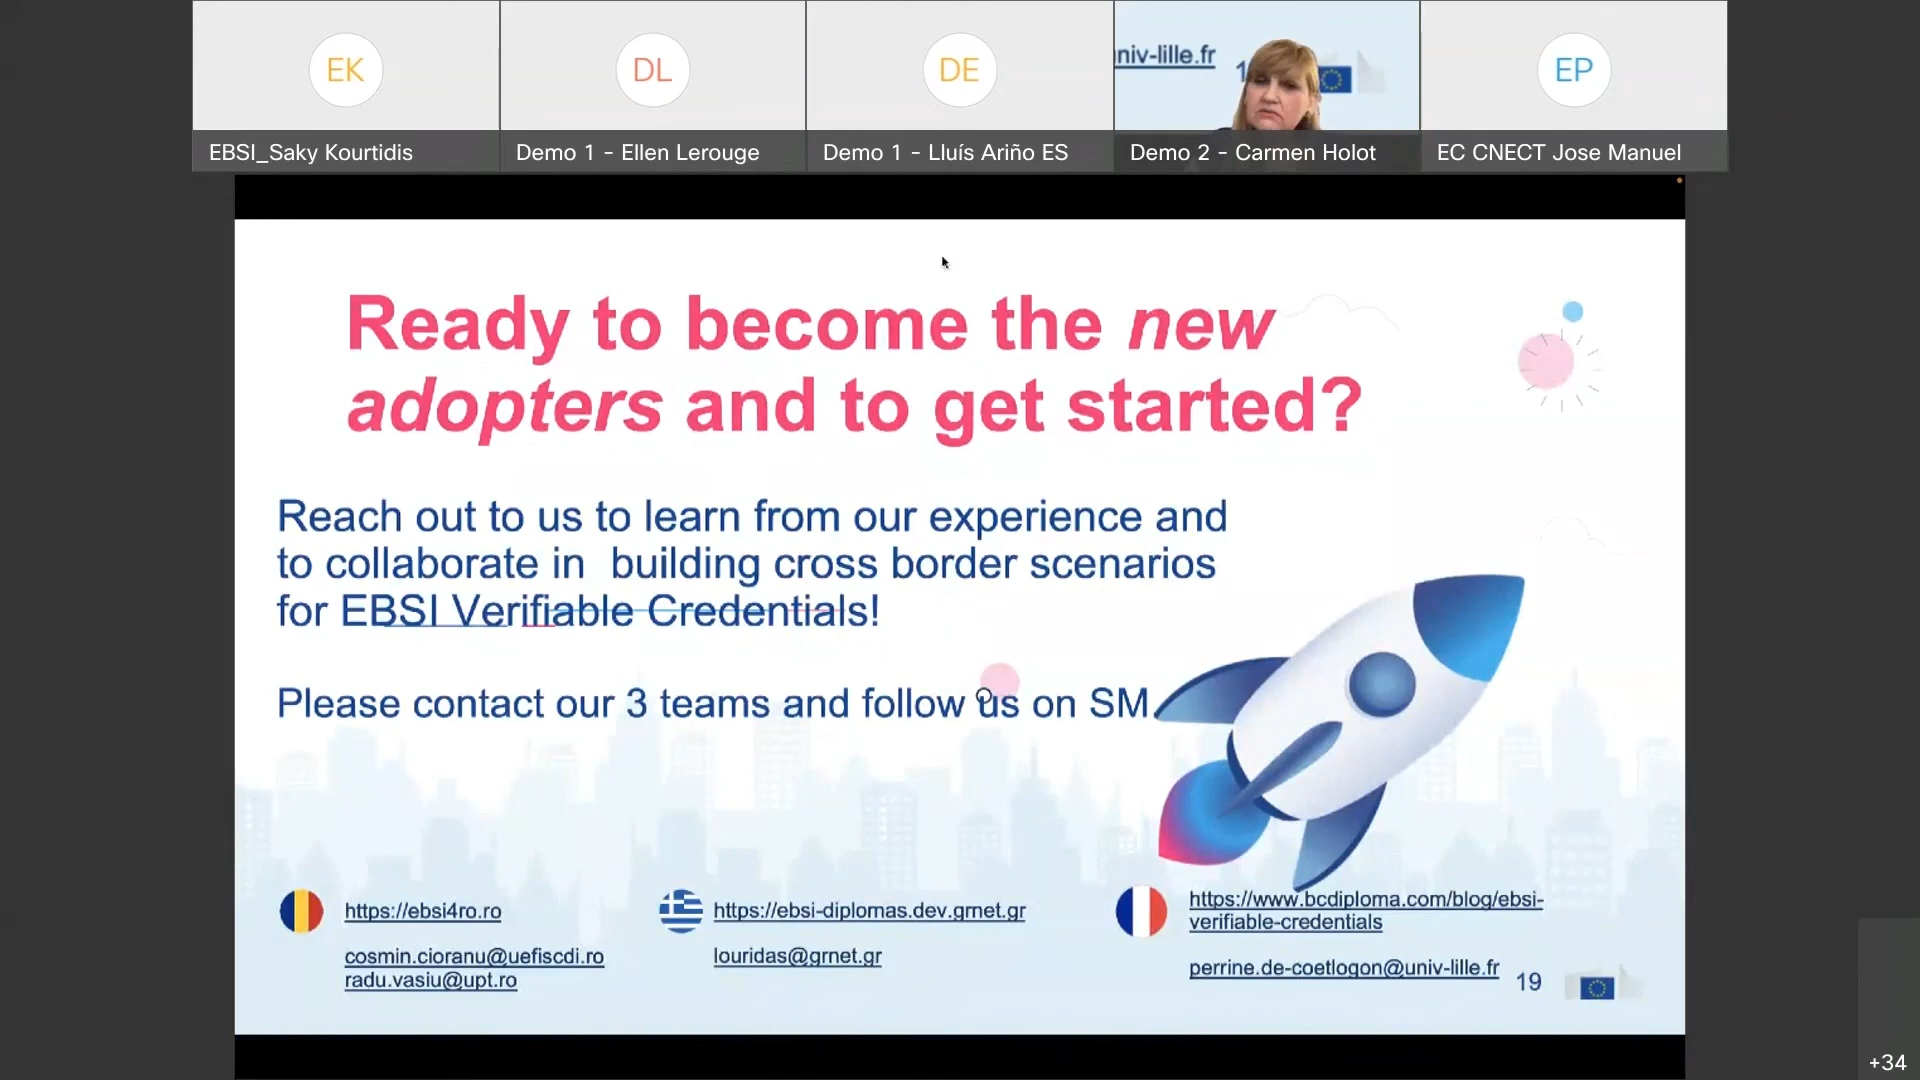 EK
DL
DE
niv-lille.fr
EP
EBSI_Saky Kourtidis
Demo 1 - Ellen Lerouge
Demo 1 - Lluís Ariño ES
Demo 2 - Carmen Holot
EC CNECT Jose Manuel
Ready to become the new
adopters and to get started?
Reach out to us to learn from our experience and
to collaborate in building cross border scenarios
for EBSI Verifiable Credentials!
Please contact our 3 teams and follow us on SM
https://ebsi4ro.ro
cosmin.cioranu@uefiscdi.ro
radu.vasiu@upt.ro
https://ebsi-diplomas.dev.grnet.gr
louridas@grnet.gr
https://www.bcdiploma.com/blog/ebsi-
verifiable-credentials
perrine.de-coetlogon@univ-lille.fr
19
+34